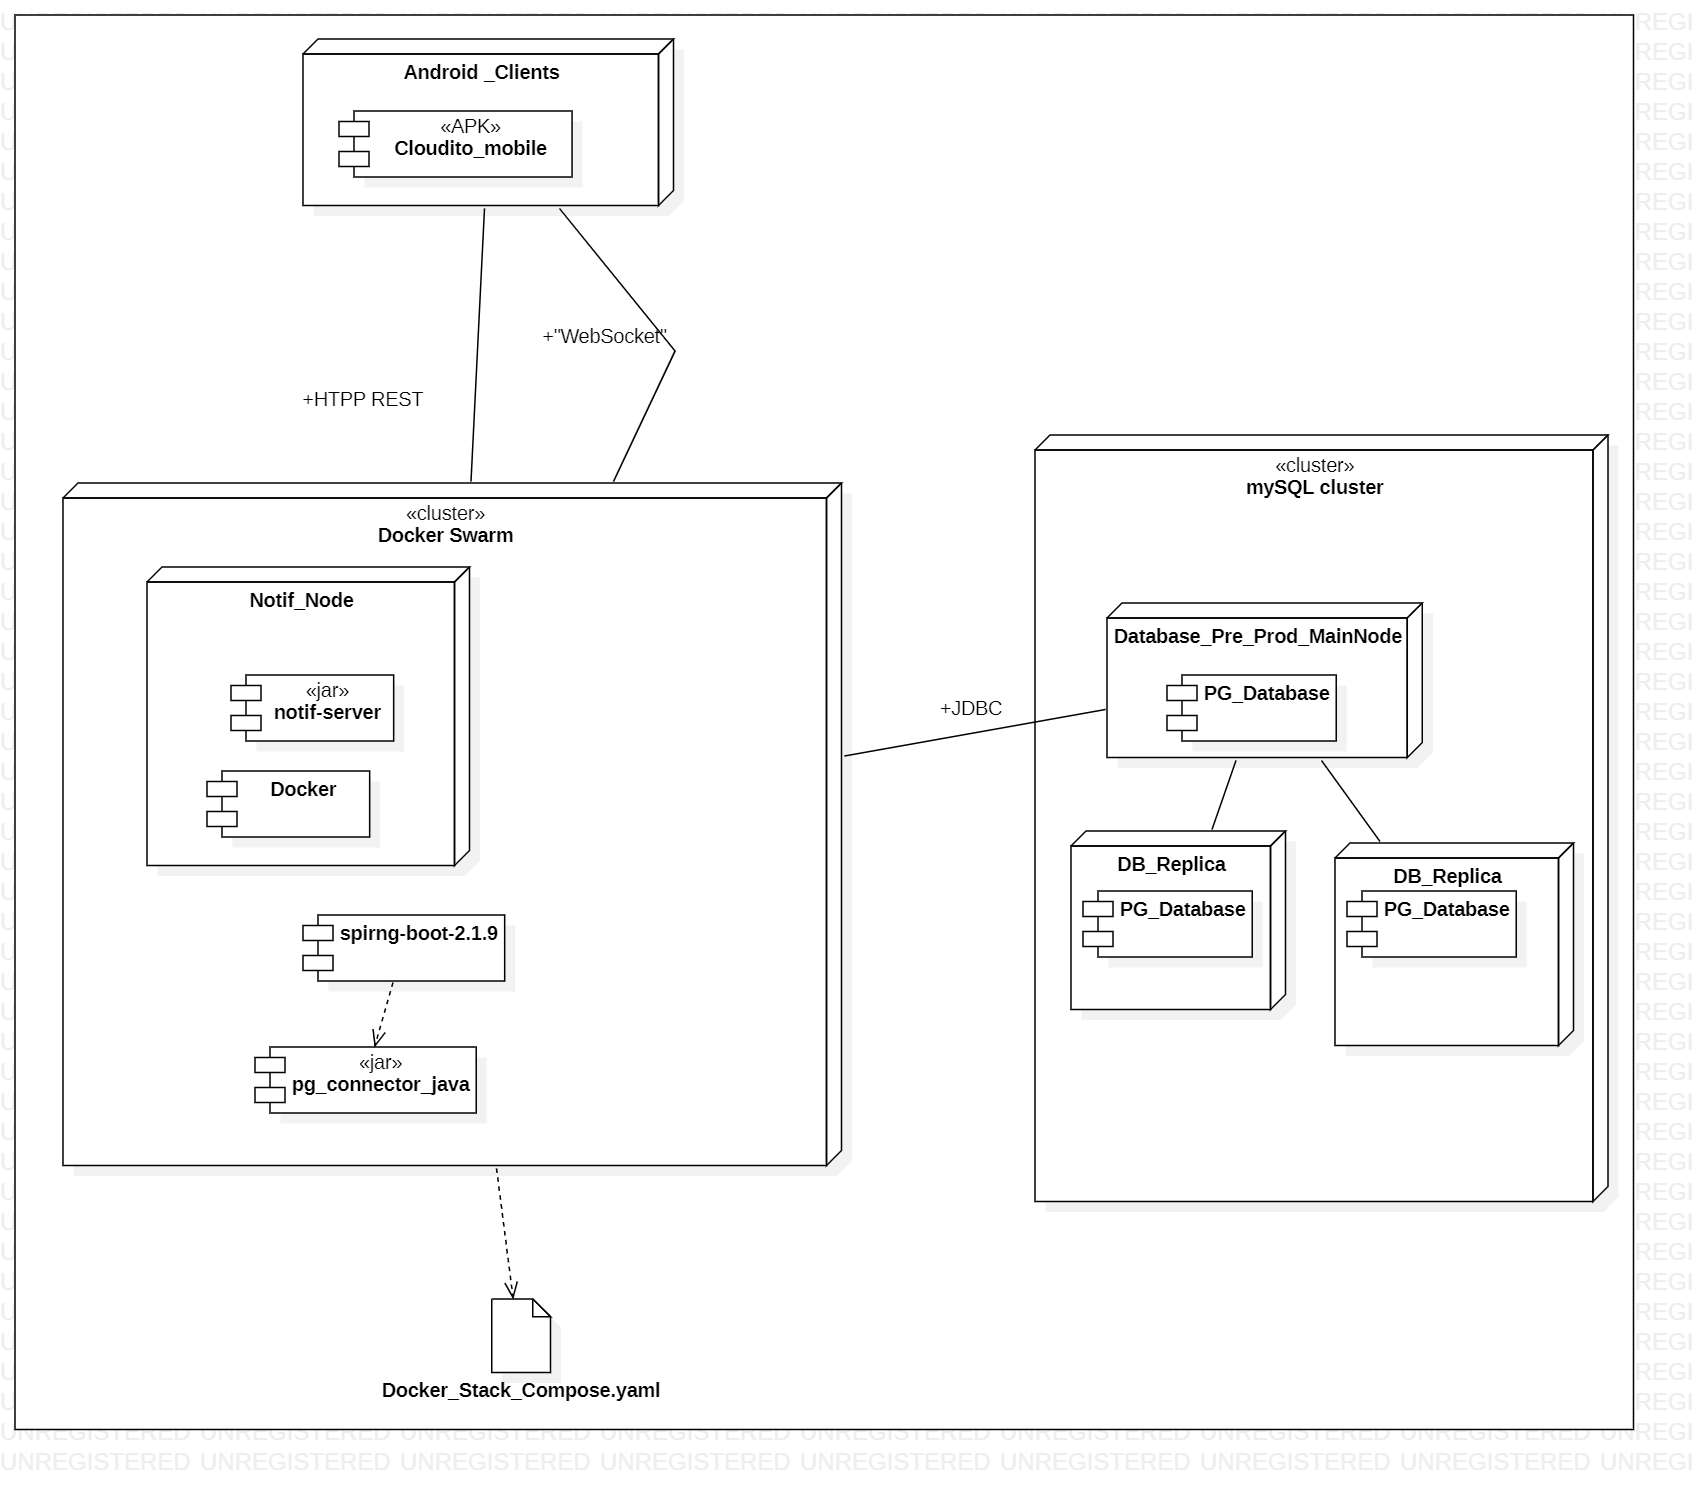 Android _Clients
«APK»
Cloudito_mobile
+"WebSocket"
+HTPP REST
«cluster»
mySQL cluster
«cluster»
Docker Swarm
Notif_Node
Database_Pre_Prod_MainNode
«jar»
notif-server
PG_Database
+JDBC
Docker
DB_Replica
PG_Database
DB_Replica
PG_Database
spirng-boot-2.1.9
«jar»
pg_connector_java
Docker_Stack_Compose.yaml
UNREGISTERED UNREGISTERED UNREGISTERED UNREGISTERED UNREGISTERED UNREGISTERED UNREGISTERED UNREGISTERED UNREGI